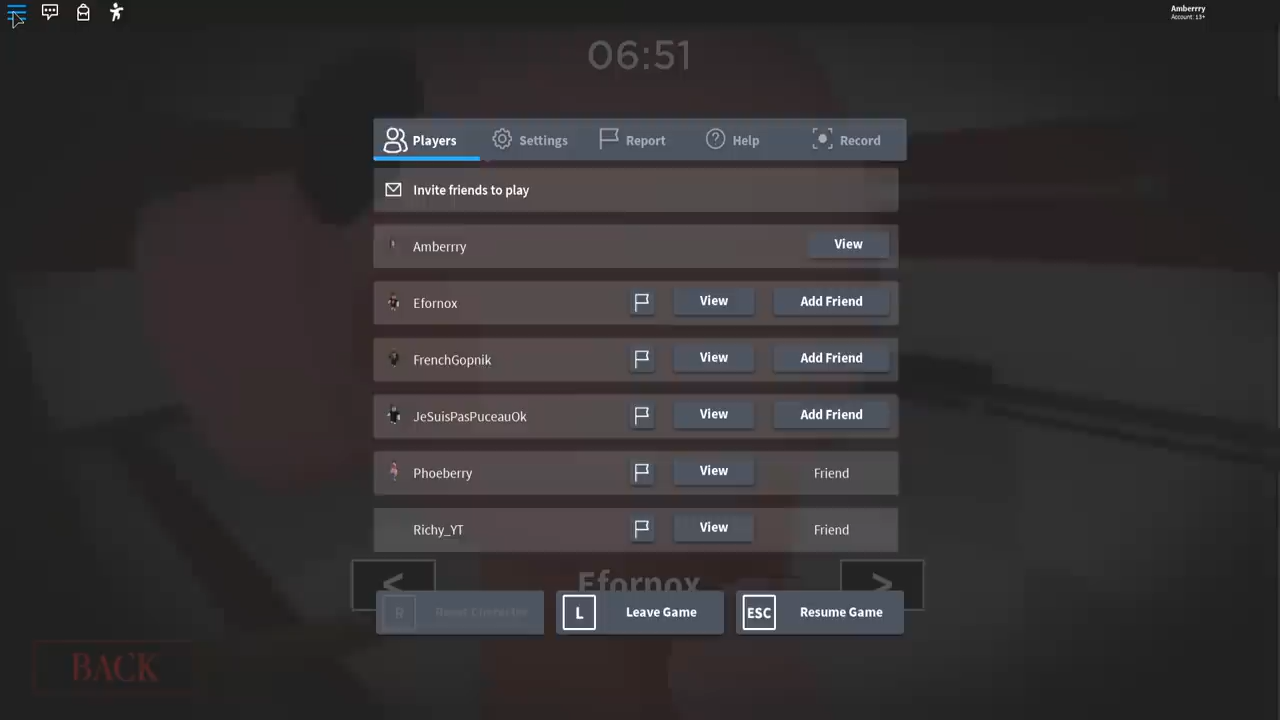 Amberrry
Account: 13+
06:51
Players
Settings
Report
Help
Record
Invite friends to play
Amberrry
View
Efornox
View
Add Friend
FrenchGopnik
View
Add Friend
JeSuisPasPuceauOk
View
Add Friend
Phoeberry
View
Friend
Richy_YT
View
Friend
<
Efornox
>
R
Reset Character
L
Leave Game
ESC
Resume Game
BACK